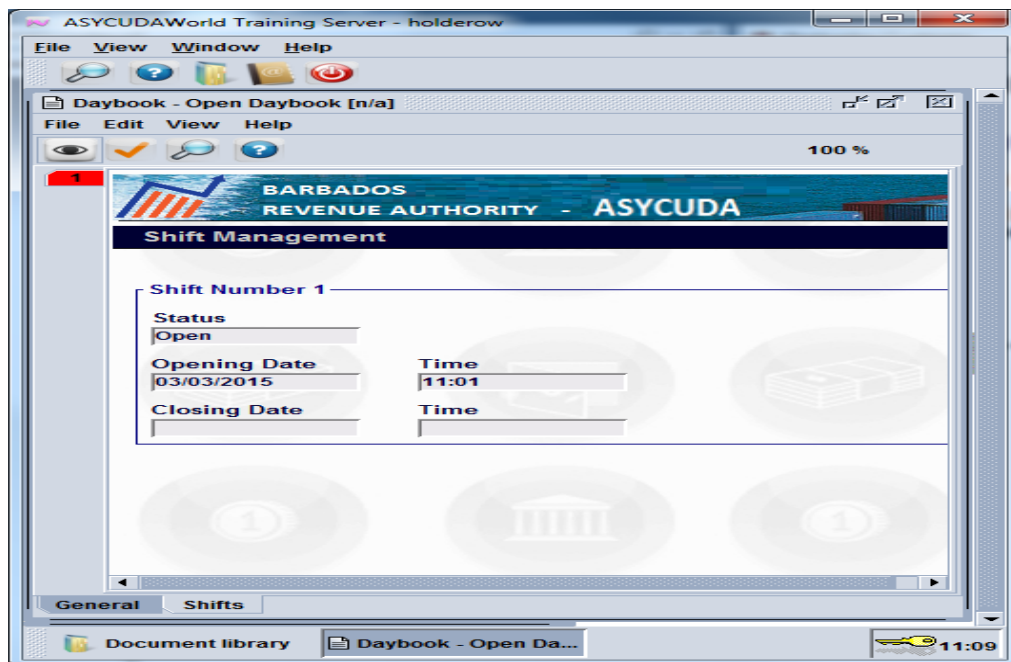 ASYCUDAWorld Training Server - holderow
File View Window Help
Daybook - Open Daybook [n/a]
File Edit View Help
100 %
1
BARBADOS
REVENUE AUTHORITY - ASYCUDA
Shift Management
Shift Number 1
Status
Open
Opening Date Time
03/03/2015 11:01
Closing Date Time
General Shifts
Document library Daybook - Open Da... 11:09